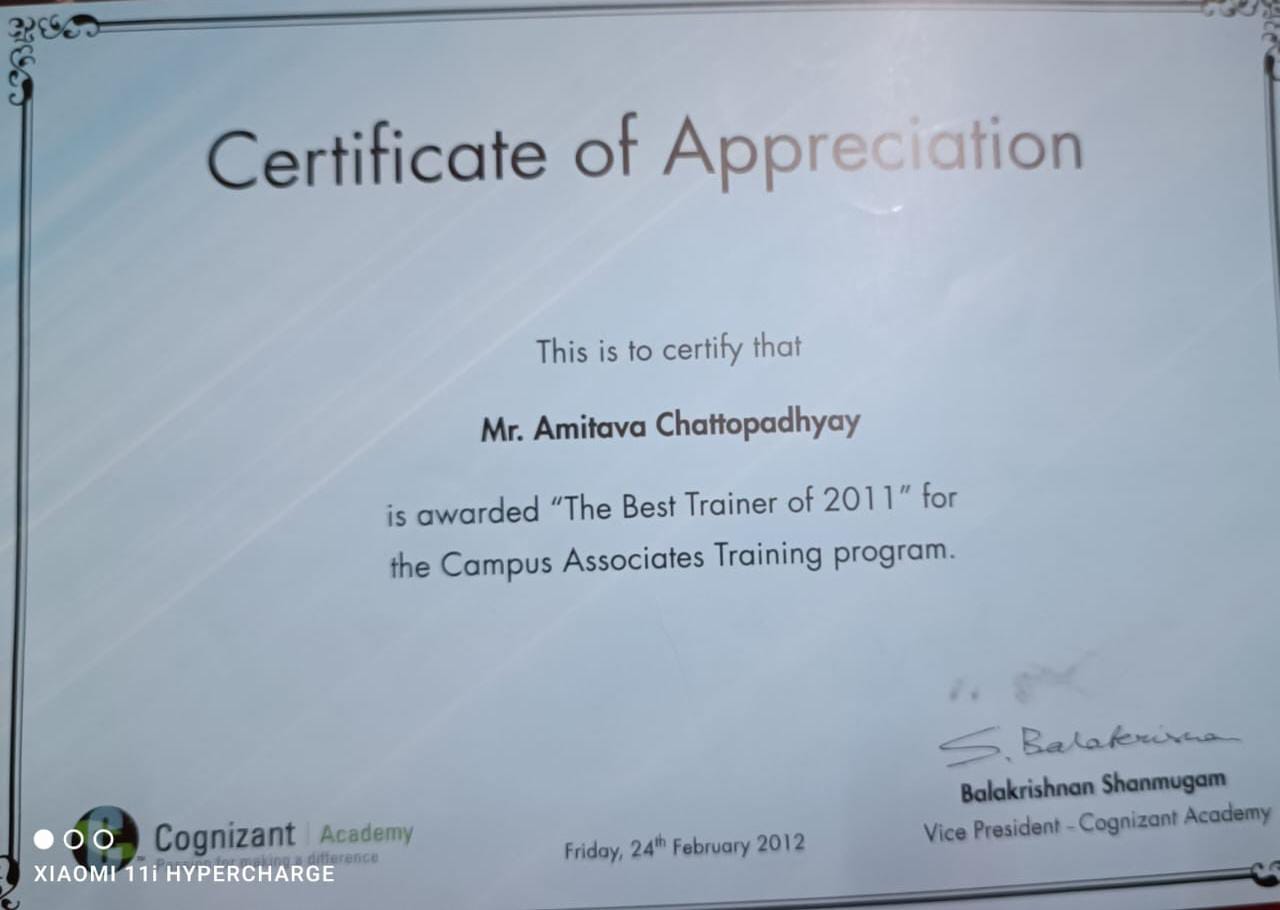 Certificate of Appreciation
This is to certify that
Mr. Amitava Chattopadhyay
is awarded “The Best Trainer of 2011” for
the Campus Associates Training program.
S. Balakrishna
Balakrishnan Shanmugam
Vice President - Cognizant Academy
Cognizant | Academy
Passion for making a difference
Friday, 24th February 2012
XIAOMI 11i HYPERCHARGE